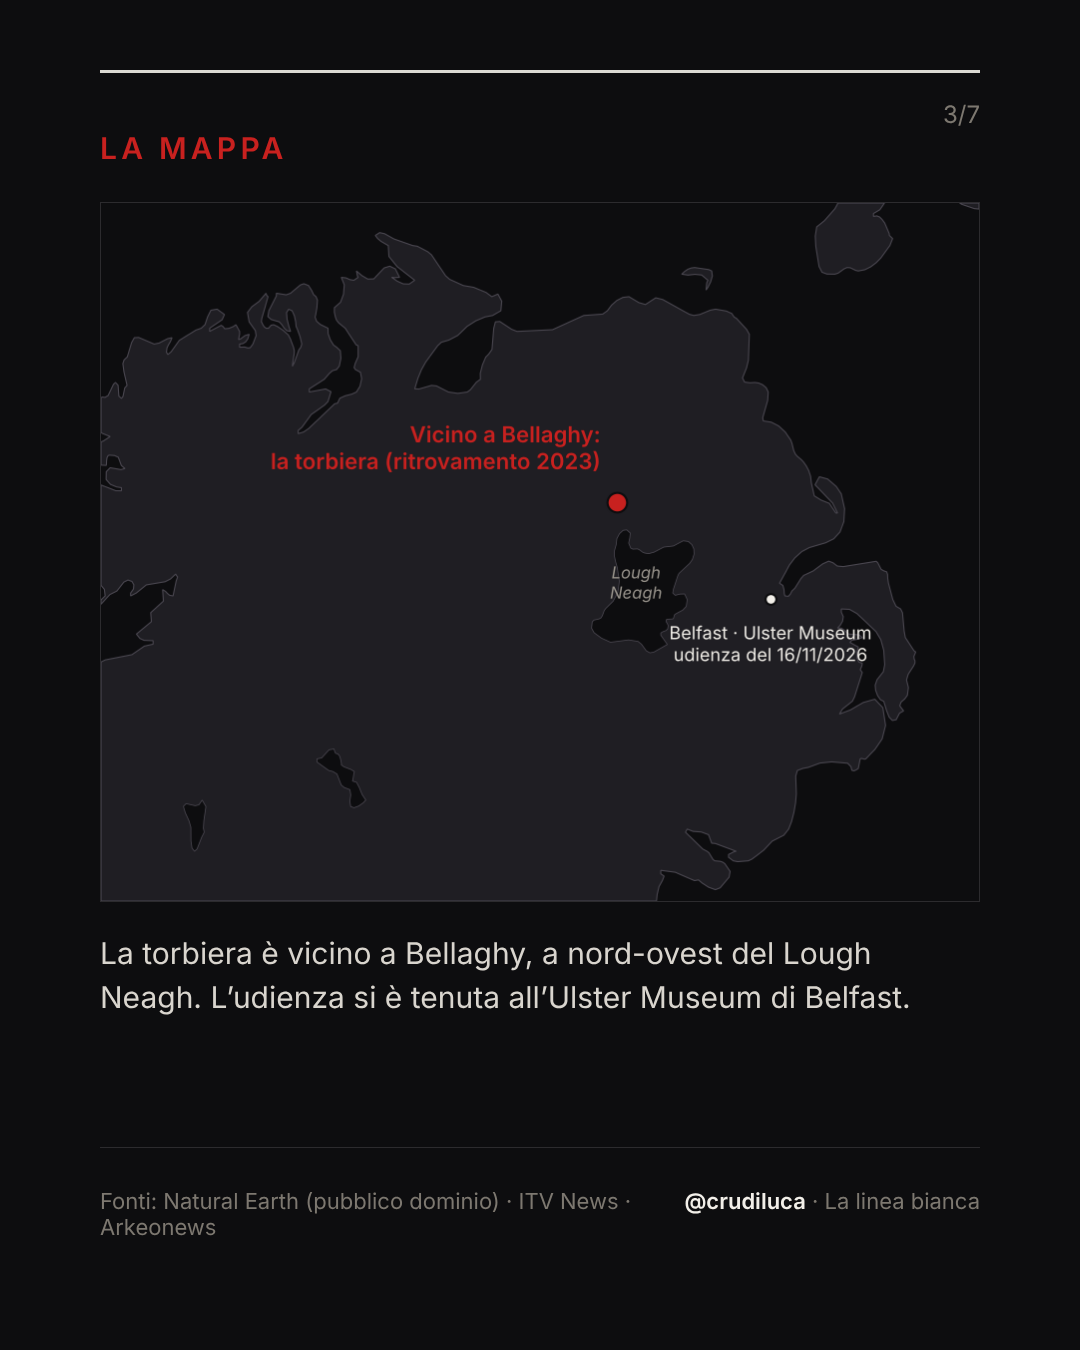 3/7
LA MAPPA
Vicino a Bellaghy:
la torbiera (ritrovamento 2023)
Lough
Neagh
Belfast · Ulster Museum
udienza del 16/11/2026
La torbiera è vicino a Bellaghy, a nord-ovest del Lough
Neagh. L’udienza si è tenuta all’Ulster Museum di Belfast.
Fonti: Natural Earth (pubblico dominio) · ITV News ·
Arkeonews
@crudiluca · La linea bianca